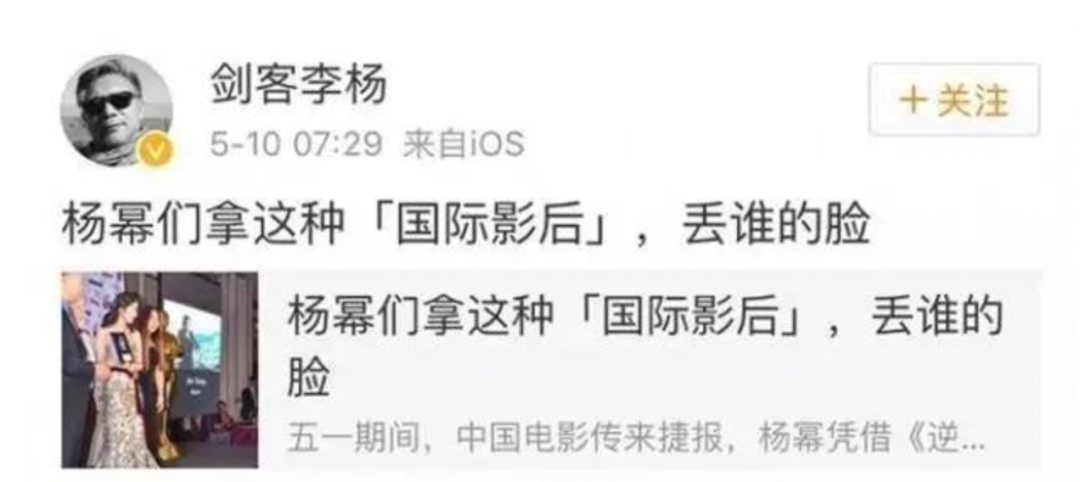 剑客李杨
+关注
5-10 07:29 来自iOS
杨幂们拿这种「国际影后」，丢谁的脸
杨幂们拿这种「国际影后」，丢谁的
脸
五一期间，中国电影传来捷报，杨幂凭借《逆...